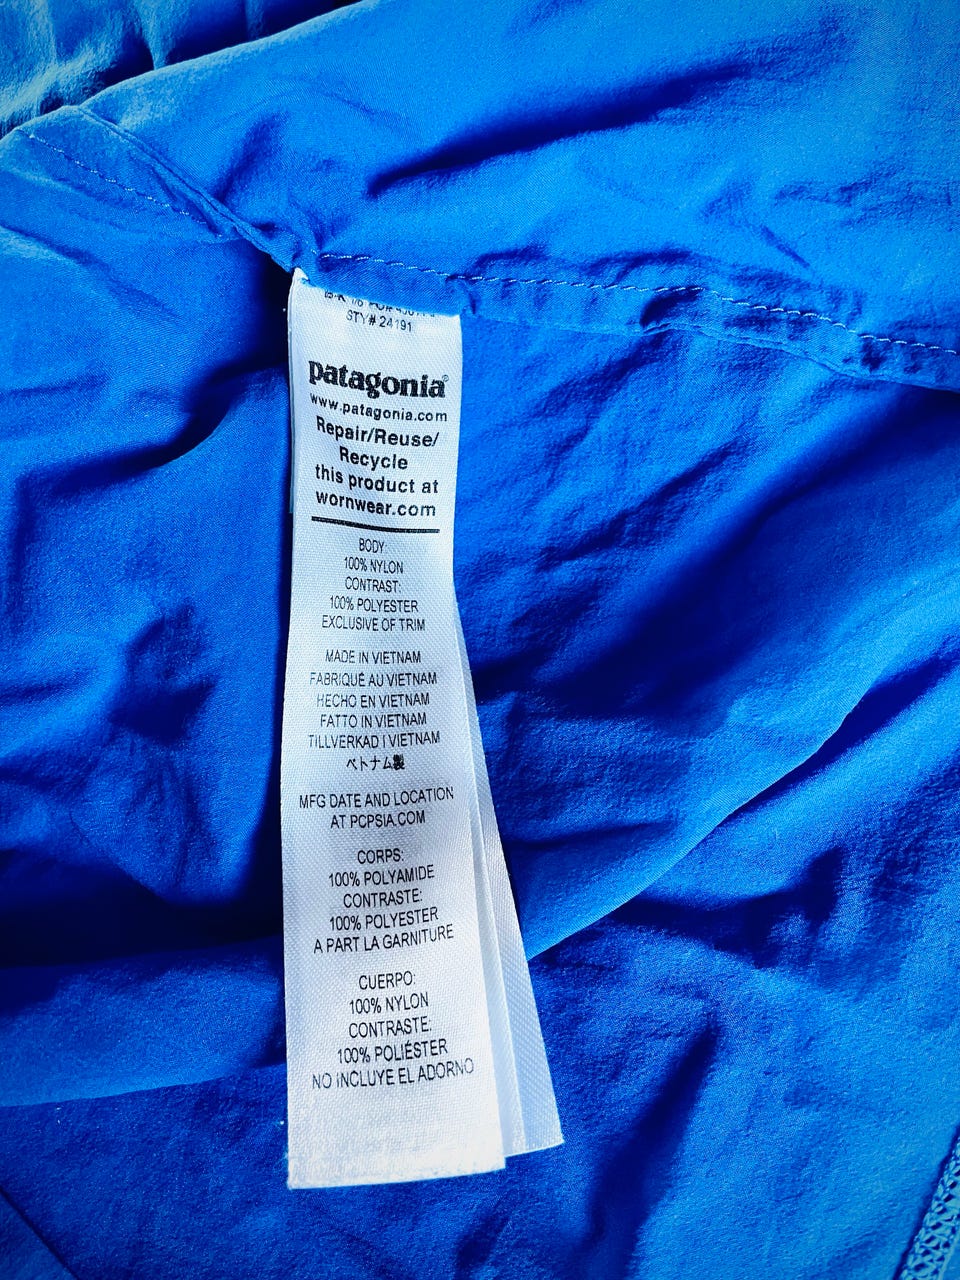 STY# 24191
patagonia®
www.patagonia.com
Repair/Reuse/
Recycle
this product at
wornwear.com
BODY:
100% NYLON
CONTRAST:
100% POLYESTER
EXCLUSIVE OF TRIM
MADE IN VIETNAM
FABRIQUÉ AU VIETNAM
HECHO EN VIETNAM
FATTO IN VIETNAM
TILLVERKAD I VIETNAM
ベトナム製
MFG DATE AND LOCATION
AT PCPSIA.COM
CORPS:
100% POLYAMIDE
CONTRASTE:
100% POLYESTER
A PART LA GARNITURE
CUERPO:
100% NYLON
CONTRASTE:
100% POLIÉSTER
NO INCLUYE EL ADORNO